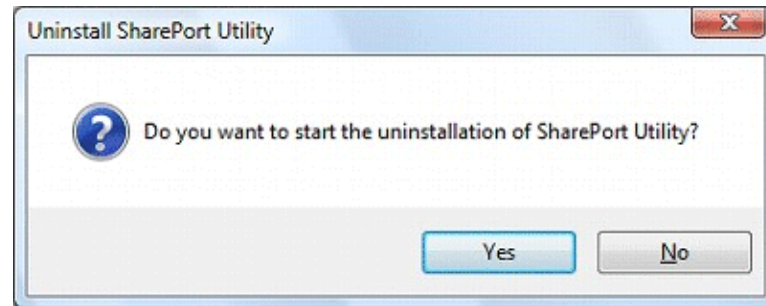 Uninstall SharePort Utility
Do you want to start the uninstallation of SharePort Utility?
Yes
No